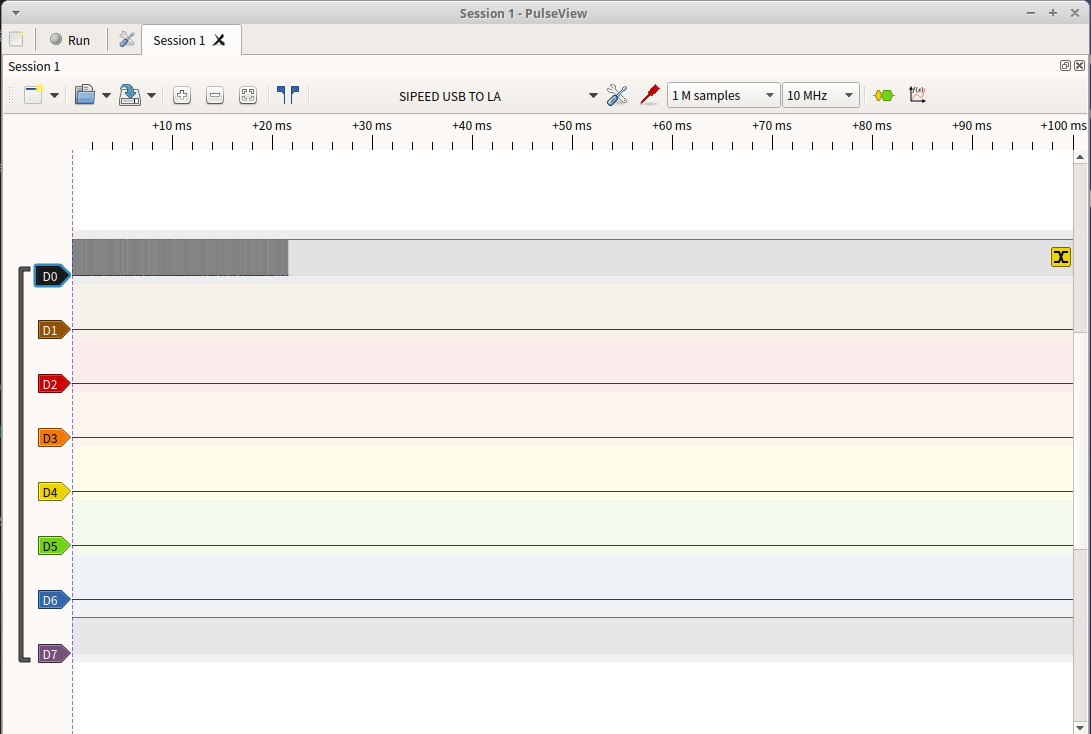 Session 1 - PulseView
Run
Session 1
Session 1
SIPEED USB TO LA
1 M samples
10 MHz
f(x)
+10 ms +20 ms +30 ms +40 ms +50 ms +60 ms +70 ms +80 ms +90 ms +100 ms
D0
D1
D2
D3
D4
D5
D6
D7